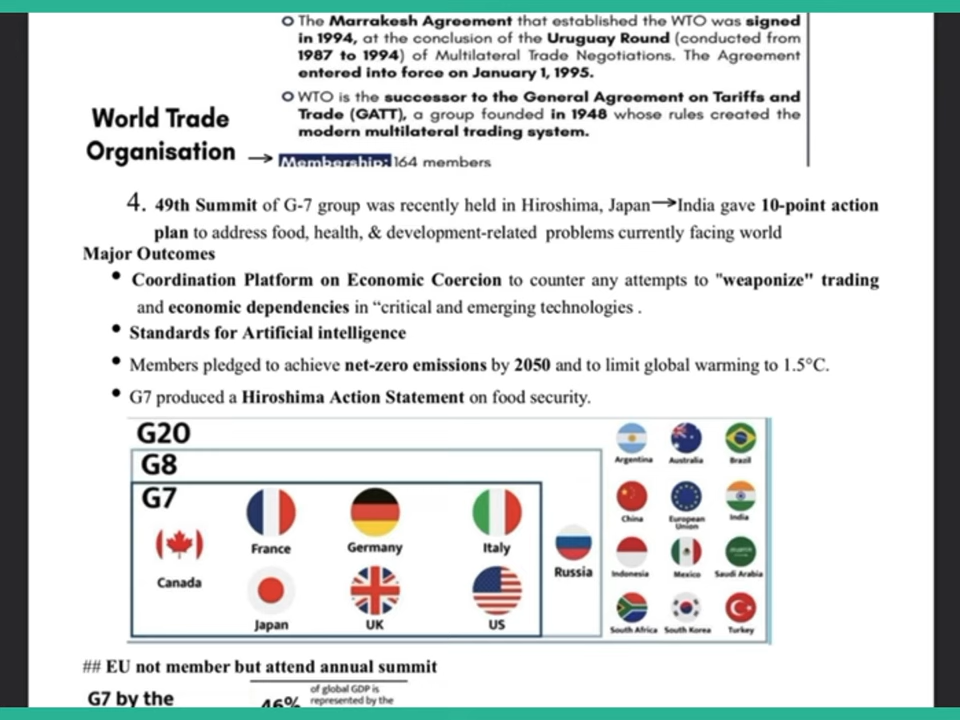 The Marrakesh Agreement that established the WTO was signed
in 1994, at the conclusion of the Uruguay Round (conducted from
1987 to 1994) of Multilateral Trade Negotiations. The Agreement
entered into force on January 1, 1995.
WTO is the successor to the General Agreement on Tariffs and
Trade (GATT), a group founded in 1948 whose rules created the
modern multilateral trading system.
World Trade
Organisation → Membership: 164 members
4. 49th Summit of G-7 group was recently held in Hiroshima, Japan→India gave 10-point action
plan to address food, health, & development-related problems currently facing world
Major Outcomes
• Coordination Platform on Economic Coercion to counter any attempts to "weaponize" trading
and economic dependencies in “critical and emerging technologies .
• Standards for Artificial intelligence
• Members pledged to achieve net-zero emissions by 2050 and to limit global warming to 1.5°C.
• G7 produced a Hiroshima Action Statement on food security.
G20
G8
G7
Canada
France
Germany
Italy
Japan
UK
US
Russia
Argentina Australia Brazil
China European Union India
Indonesia Mexico Saudi Arabia
South Africa South Korea Turkey
## EU not member but attend annual summit
G7 by the
46% of global GDP is
represented by the